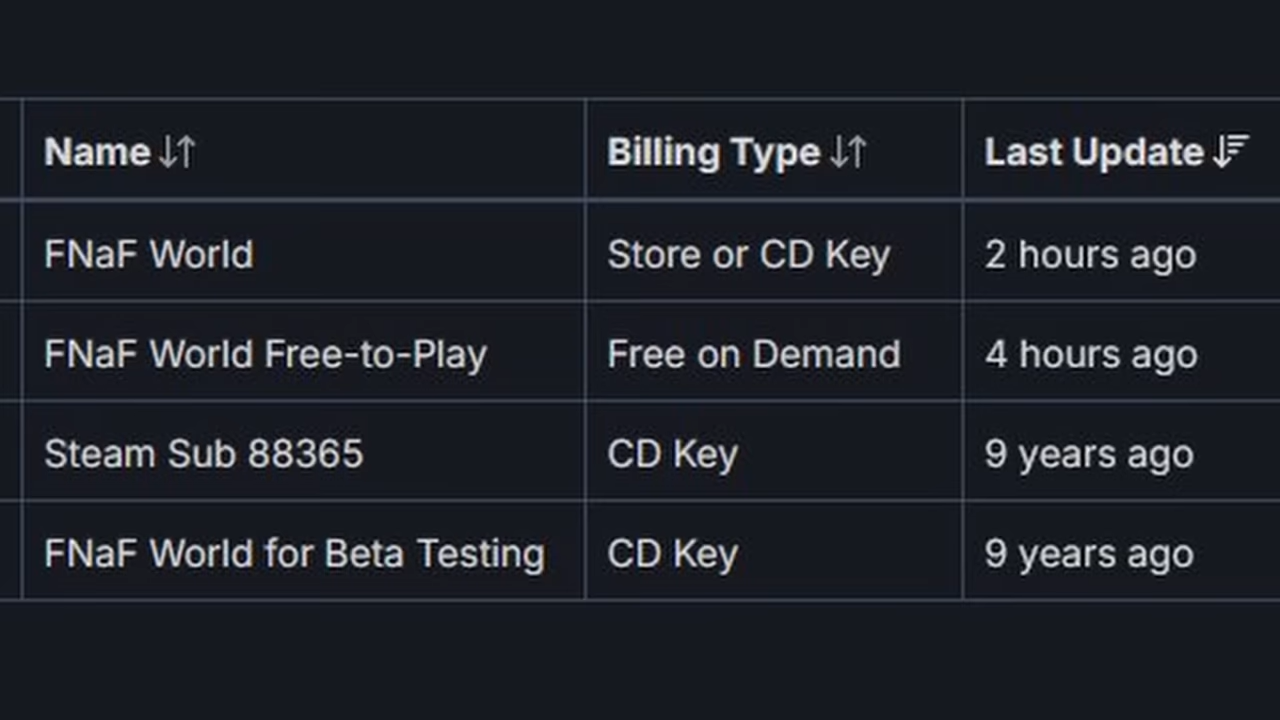 Name Billing Type Last Update
FNaF World Store or CD Key 2 hours ago
FNaF World Free-to-Play Free on Demand 4 hours ago
Steam Sub 88365 CD Key 9 years ago
FNaF World for Beta Testing CD Key 9 years ago